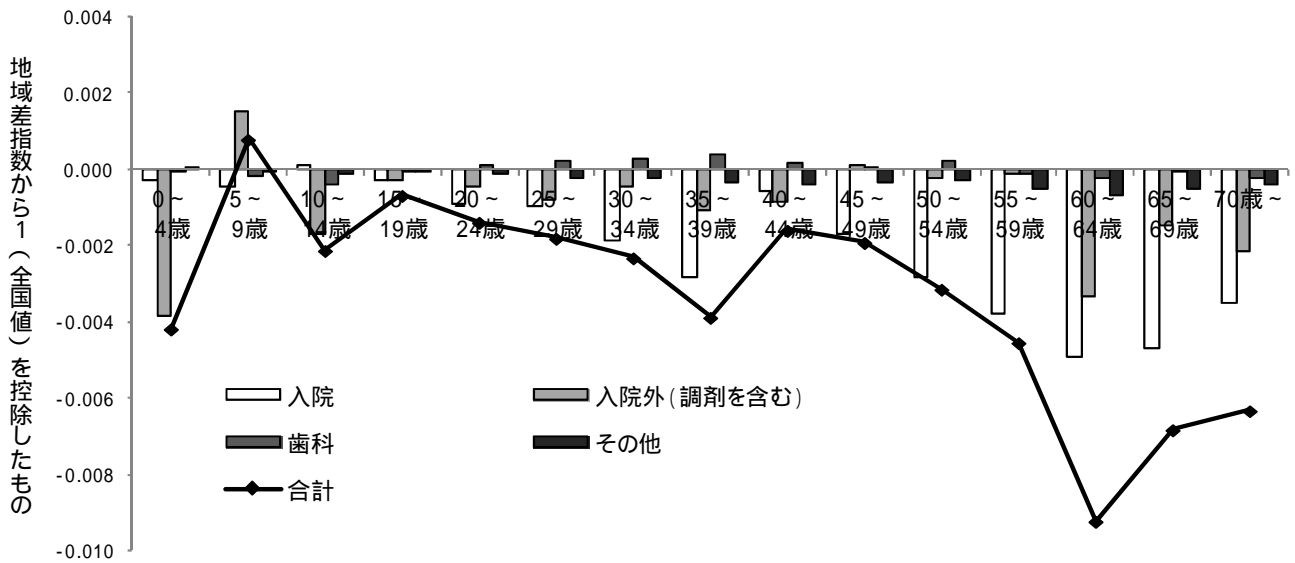 地域差指数から1(全国値)を控除したもの
0.004
0.002
0.000
-0.002
-0.004
-0.006
-0.008
-0.010
0~
4歳
5~
9歳
10~
14歳
15~
19歳
20~
24歳
25~
29歳
30~
34歳
35~
39歳
40~
44歳
45~
49歳
50~
54歳
55~
59歳
60~
64歳
65~
69歳
70歳~
入院
入院外(調剤を含む)
歯科
その他
合計